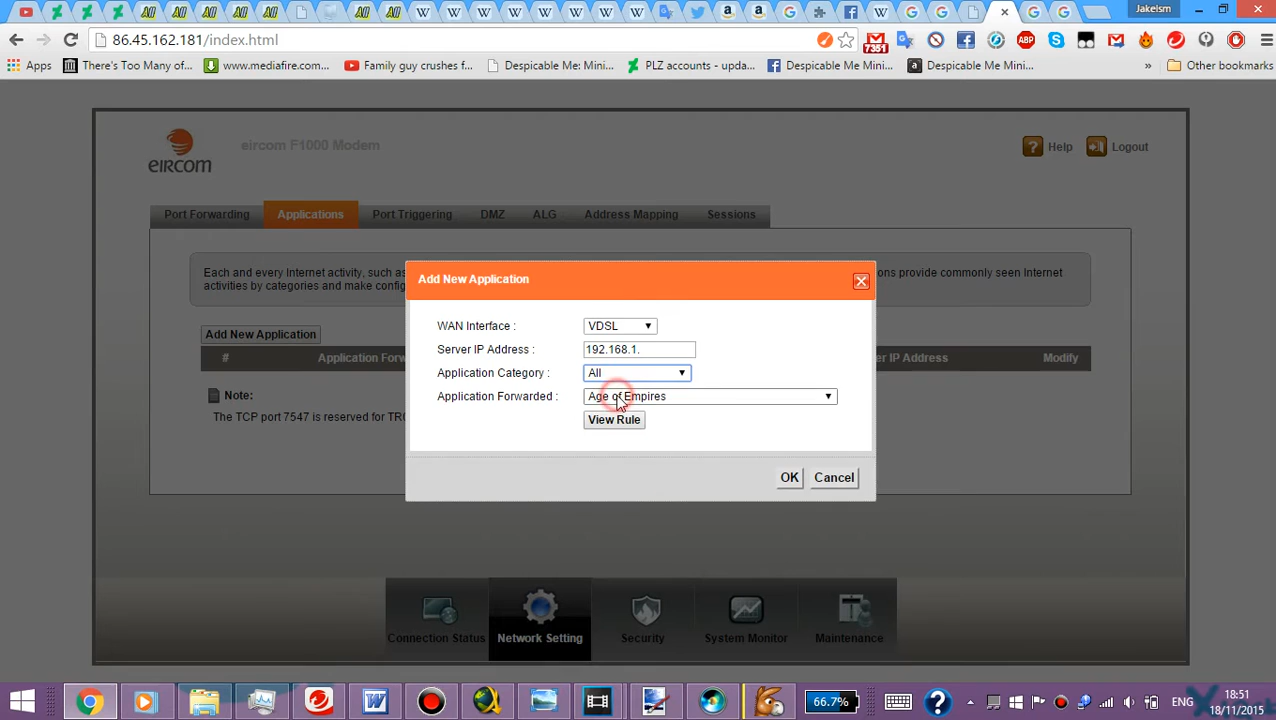 Jakeism
86.45.162.181/index.html
7351
ABP
Apps
There's Too Many of...
www.mediafire.com
Family guy crushes f...
Despicable Me: Mini...
PLZ accounts - upda...
Despicable Me Mini...
Despicable Me Mini...
»
Other bookmarks
eircom
eircom F1000 Modem
Help
Logout
Port Forwarding
Applications
Port Triggering
DMZ
ALG
Address Mapping
Sessions
Each and every Internet activity, such as
ons provide commonly seen Internet
activities by categories and make config
Add New Application
#
Application Forw
er IP Address
Modify
Note:
The TCP port 7547 is reserved for TR0
Add New Application
WAN Interface :
VDSL
Server IP Address :
192.168.1.
Application Category :
All
Application Forwarded :
Age of Empires
View Rule
OK
Cancel
Connection Status
Network Setting
Security
System Monitor
Maintenance
66.7%
ENG
18:51
18/11/2015